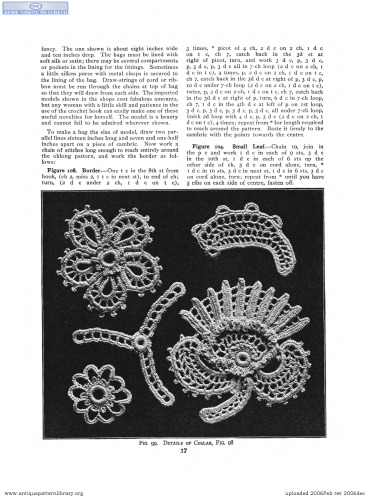 fancy. The one shown is about eight inches wide
and ten inches deep. The bags must be lined with
soft silk or satin; there may be several compartments
or pockets in the lining for the fittings. Sometimes
a little silken purse with metal clasps is secured
to the lining of the bag. Draw-strings of cord or rib-
bon must be run through the chains at top of bag
so that they will draw from each side. The imported
models shown in the shops cost fabulous amounts,
but any woman with a little skill and patience in the
use of the crochet hook can easily make one of these
useful novelties for herself. The model is a beauty
and cannot fail to be admired wherever shown.
To make a bag the size of model, draw two par-
allel lines sixteen inches long and seven and one-half
inches apart on a piece of cambric. Now work a
chain of stitches long enough to reach entirely around
the oblong pattern, and work the border as fol-
lows:
Figure 108. Border.—One t c in the 8th st from
hook, (ch 2, miss 2, 1 t c in next st), to end of ch;
turn, (2 d c under 2 ch, 1 d c on t c),
3 times, * picot of 4 ch, 2 d c on 2 ch, 1 d c
on t c, ch 7, catch back in the 3d st at
right of picot, turn, and work 3 d c, p, 3 d c,
p, 3 d c, p, 3 d c all in 7-ch loop (2 d c on 2 ch, 1
d c in t c), 4 times, p, 2 d c on 2 ch, 1 d c on t c,
ch 7, catch back in the 3d d c at right of p, 3 d c, p,
to d c under 7-ch loop (2 d c on 2 ch, 1 d c on t c),
twice, p, 2 d c on 2 ch, 1 d c on t c, ch 7, catch back
in the 3d d c at right of p, turn, 6 d c in 7-ch loop,
ch 7, 1 d c in the 4th d c at left of p on 1st loop,
3 d c, p, 3 d c, p, 3 d c, p, 3 d c, all under 7-ch loop;
finish 2d loop with 4 d c, p, 3 d c (2 d c on 2 ch, 1
d c on t c), 4 times; repeat from * for length required
to reach around the pattern. Baste it firmly to the
cambric with the points towards the centre.
Figure 104. Small Leaf.—Chain 10, join in
the p c and work 1 d c in each of 9 sts, 3 d c
in the 10th st, 1 d c in each of 6 sts up the
other side of ch, 3 d c on cord alone, turn, *
1 d c in 10 sts, 3 d c in next st, 1 d c in 6 sts, 3 d c
on cord alone, turn; repeat from * until you have
5 ribs on each side of centre, fasten off.
FIG. 99. DETAILS OF COLLAR, FIG. 98
37
www.antiquepatternlibrary.org
uploaded 2006Feb rev 2006dec